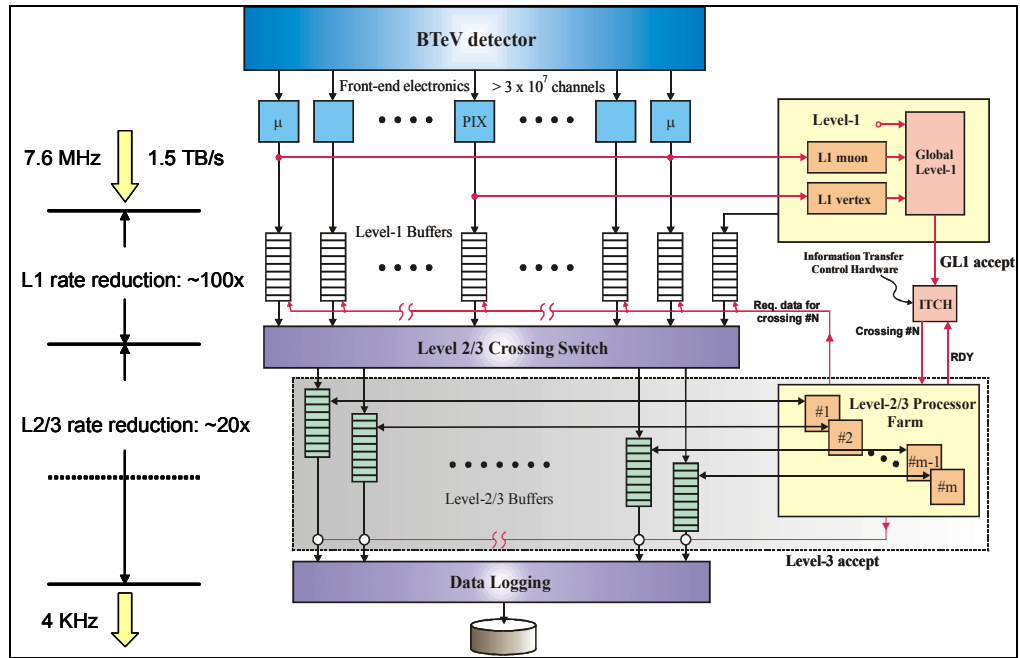 BTeV detector
Front-end electronics > 3 x 10^7 channels
μ
PIX
μ
7.6 MHz
1.5 TB/s
Level-1
L1 muon
L1 vertex
Global
Level-1
Level-1 Buffers
GL1 accept
Information Transfer
Control Hardware
ITCH
L1 rate reduction: ~100x
Req. data for
crossing #N
Crossing #N
RDY
Level 2/3 Crossing Switch
L2/3 rate reduction: ~20x
Level-2/3 Processor
Farm
#1
#2
#m-1
#m
Level-2/3 Buffers
Level-3 accept
Data Logging
4 KHz